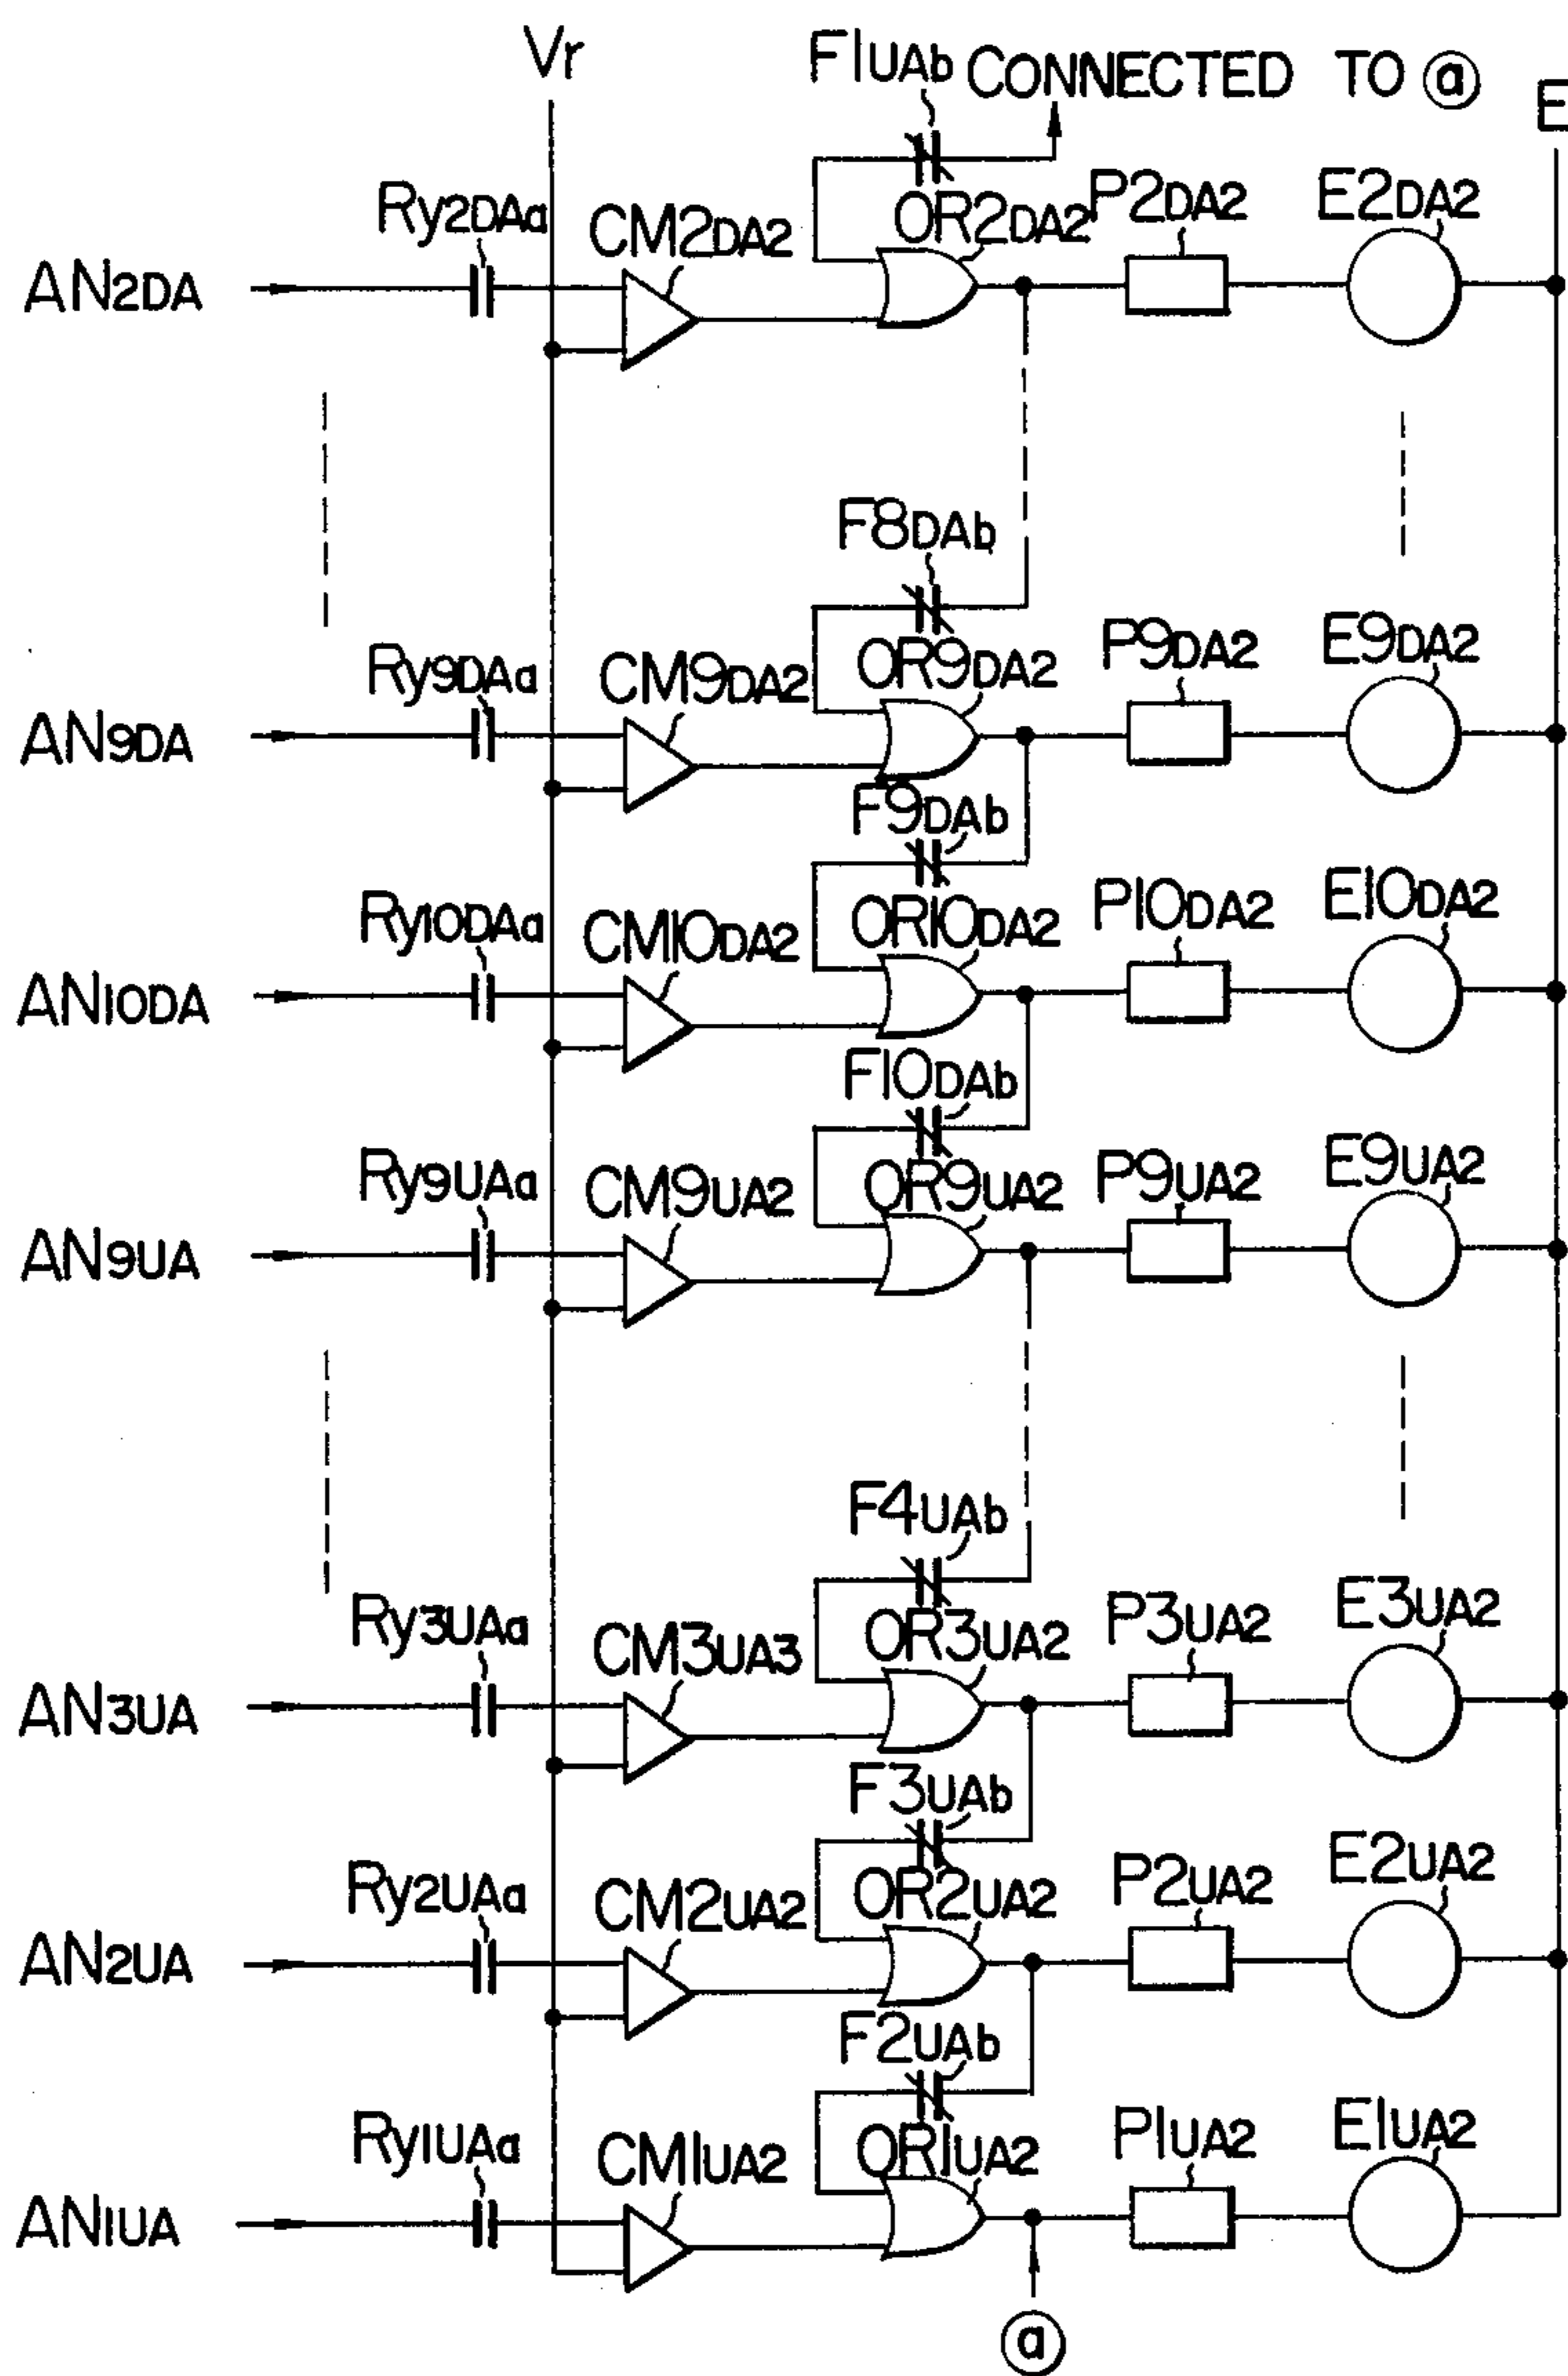 Vr
F1UAb CONNECTED TO ⓐ
E
Ry2DAa CM2DA2 OR2DA2 P2DA2 E2DA2
AN2DA
F8DAb
Ry9DAa CM9DA2 OR9DA2 P9DA2 E9DA2
AN9DA
F9DAb
Ry10DAa CM10DA2 OR10DA2 P10DA2 E10DA2
AN10DA
F10DAb
Ry9UAa CM9UA2 OR9UA2 P9UA2 E9UA2
AN9UA
F4UAb
Ry3UAa CM3UA3 OR3UA2 P3UA2 E3UA2
AN3UA
F3UAb
Ry2UAa CM2UA2 OR2UA2 P2UA2 E2UA2
AN2UA
F2UAb
Ry1UAa CM1UA2 OR1UA2 P1UA2 E1UA2
AN1UA
ⓐ